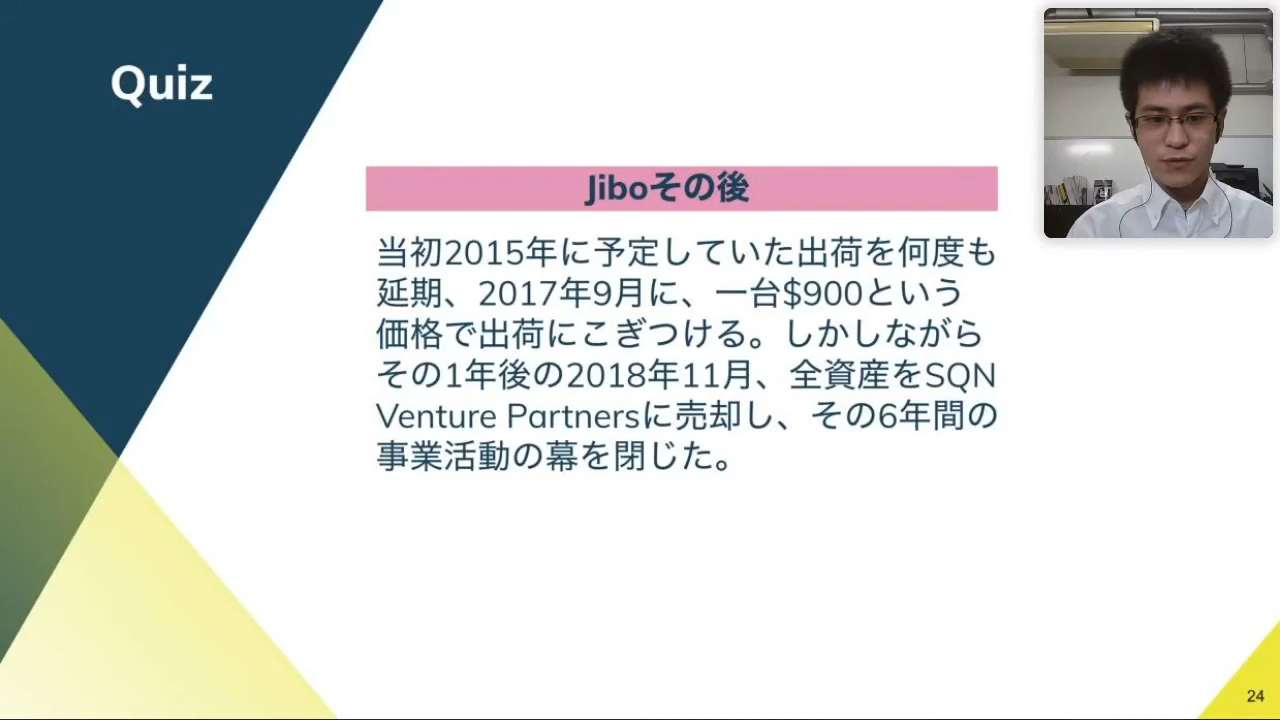 Quiz
Jiboその後
当初2015年に予定していた出荷を何度も
延期、2017年9月に、一台$900という
価格で出荷にこぎつける。しかしながら
その1年後の2018年11月、全資産をSQN
Venture Partnersに売却し、その6年間の
事業活動の幕を閉じた。
24